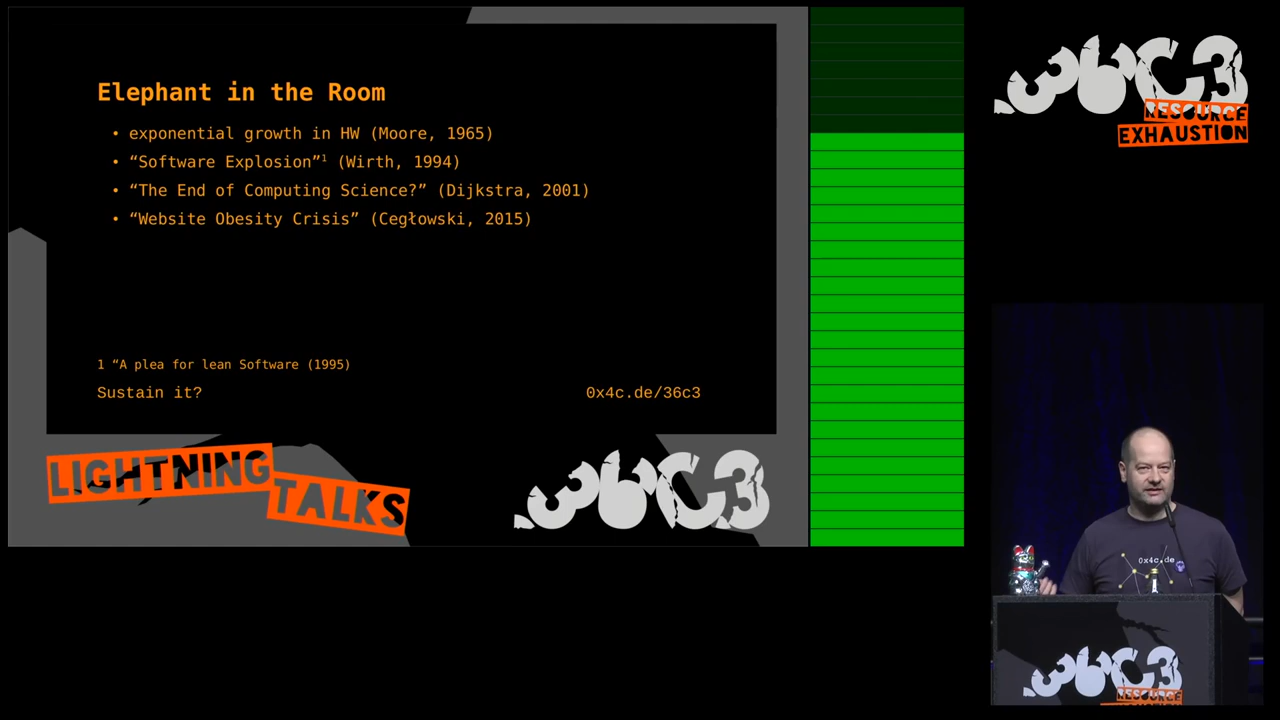 Elephant in the Room
• exponential growth in HW (Moore, 1965)
• “Software Explosion”¹ (Wirth, 1994)
• “The End of Computing Science?” (Dijkstra, 2001)
• “Website Obesity Crisis” (Cegłowski, 2015)
1 “A plea for lean Software (1995)
Sustain it?
0x4c.de/36c3
LIGHTNING
TALKS
36C3
36C3
RESOURCE
EXHAUSTION
0x4c.de
36C3
RESOURCE